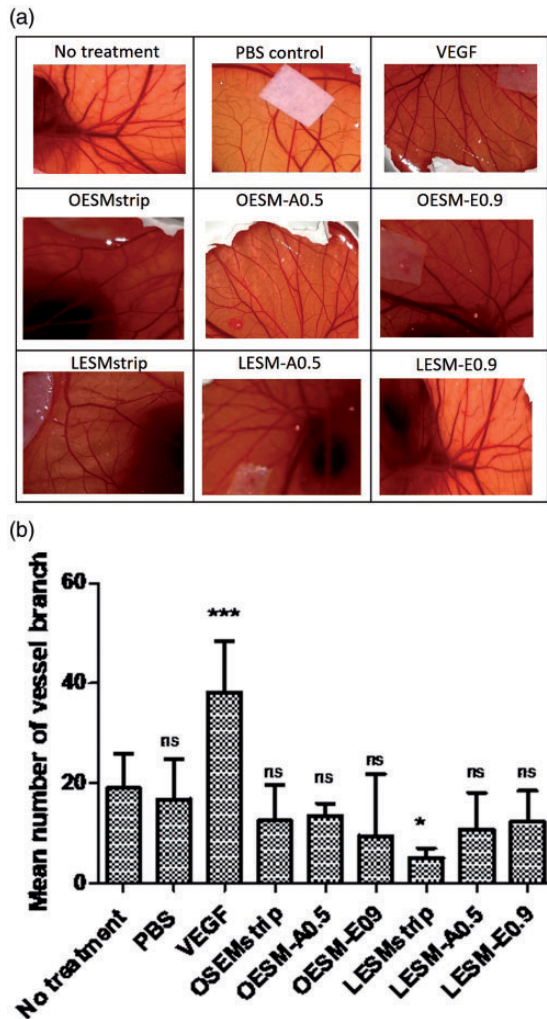 (a)
No treatment PBS control VEGF
OESMstrip OESM-A0.5 OESM-E0.9
LESMstrip LESM-A0.5 LESM-E0.9
(b)
Mean number of vessel branch
60
40
20
0
ns
***
ns
ns
ns
*
ns
ns
No treatment
PBS
VEGF
OSEMstrip
OESM-A0.5
OESM-E09
LESMstrip
LESM-A0.5
LESM-E0.9